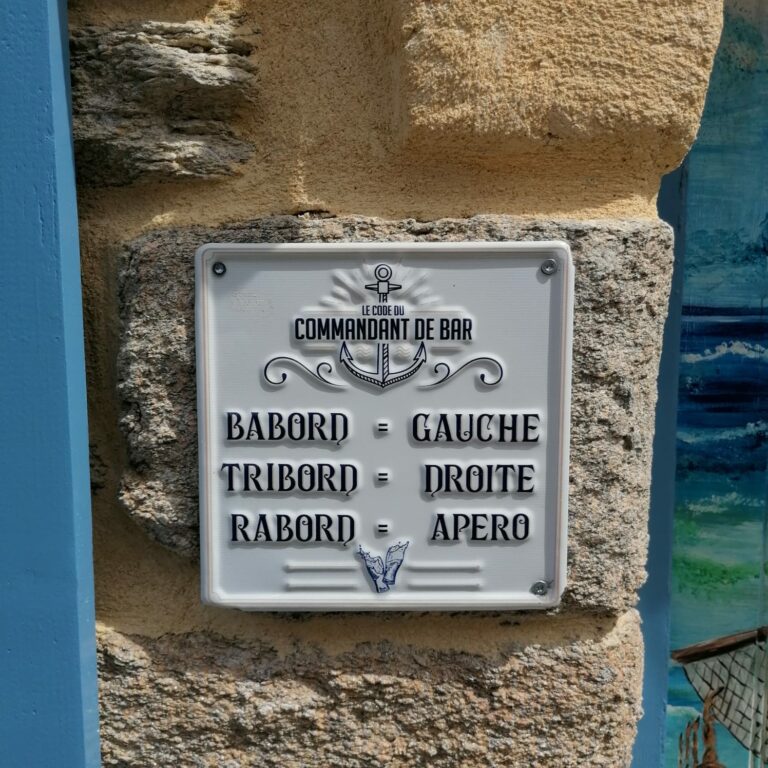 LE CODE DU
COMMANDANT DE BAR
BABORD = GAUCHE
TRIBORD = DROITE
RABORD = APERO